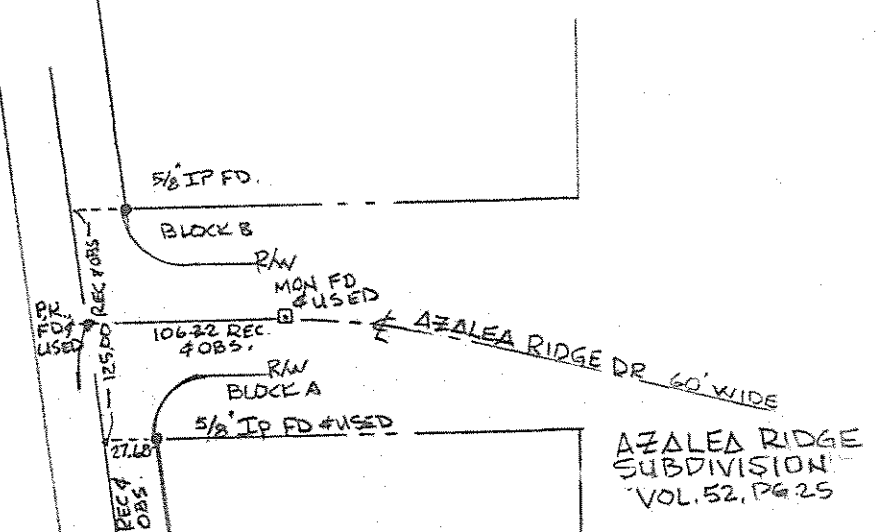 5/8" IP FD.
BLOCK B
R/W
MON FD
& USED
REC & OBS
125.00
P.K.
FD &
USED
106.22 REC.
& OBS.
℄ AZALEA RIDGE DR 60' WIDE
R/W
BLOCK A
5/8" IP FD & USED
27.68
REC &
OBS.
AZALEA RIDGE
SUBDIVISION
VOL. 52, PG 25